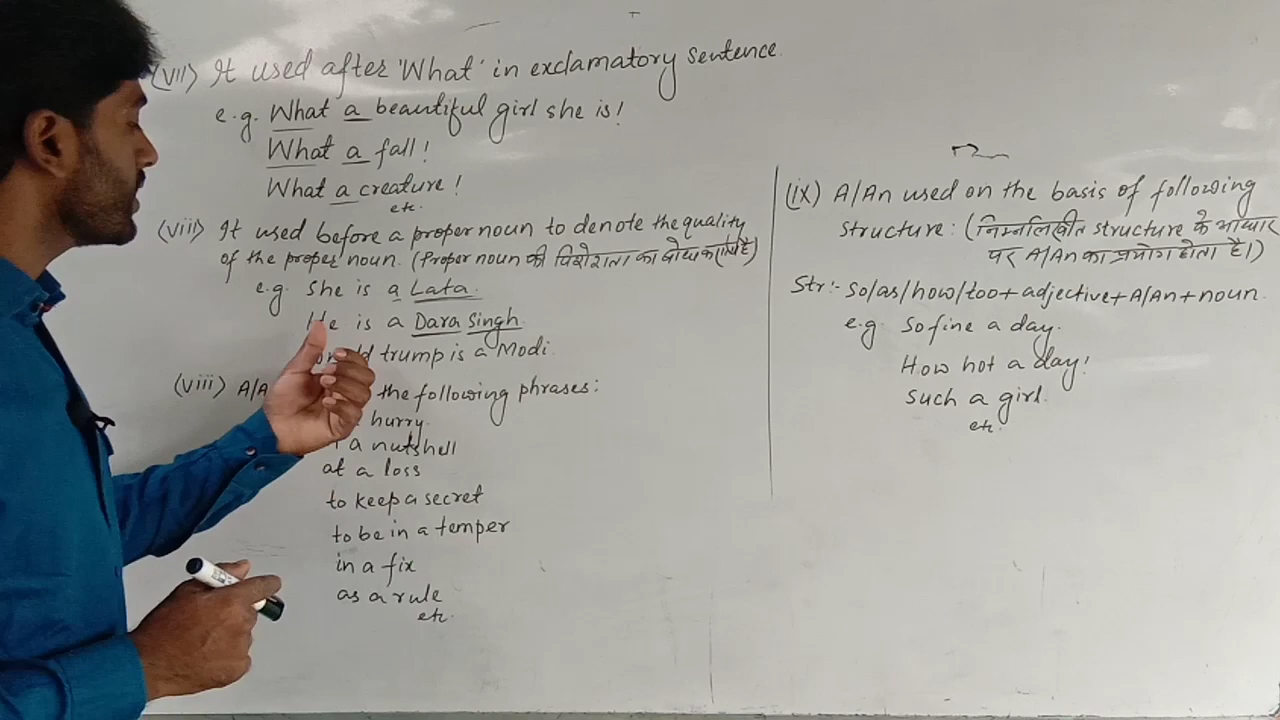 (vii) It used after 'What' in exclamatory sentence.
e.g. What a beautiful girl she is!
What a fall!
What a creature!
etc.
(viii) It used before a proper noun to denote the quality
of the proper noun. (Proper noun की विशेषता का बोध
e.g. She is a Lata.
He is a Dara Singh.
trump is a Modi.
(viii) A/A the following phrases:
hurry
a nutshell
at a loss
to keep a secret
to be in a temper
in a fix
as a rule
etc.
(ix) A/An used on the basis of following
structure: (निम्नलिखीत structure के आधार
पर A/An का प्रयोग होता है।)
Str:- So/as/how/too+adjective+A/An+noun.
e.g So fine a day.
How hot a day!
Such a girl.
etc.